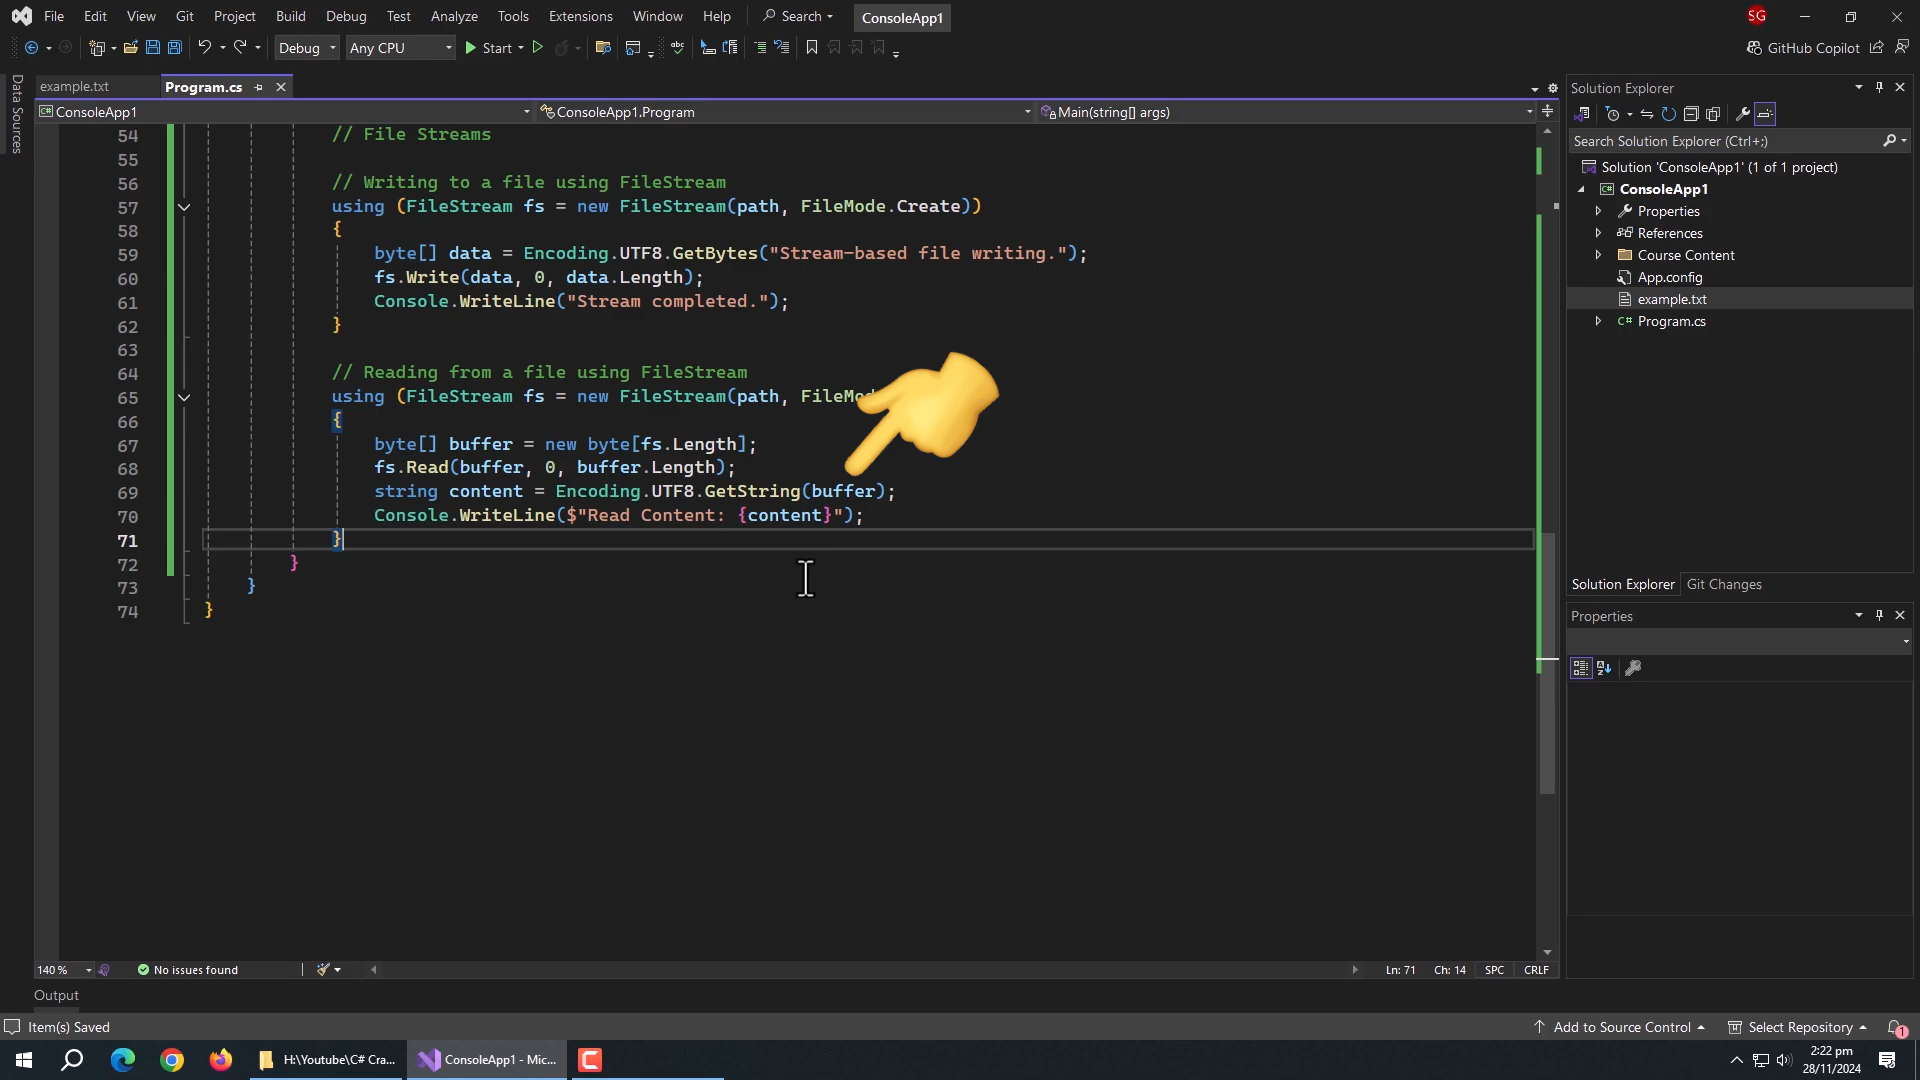 File Edit View Git Project Build Debug Test Analyze Tools Extensions Window Help Search ConsoleApp1 SG
Debug Any CPU Start GitHub Copilot
Data Sources
example.txt Program.cs
ConsoleApp1 ConsoleApp1.Program Main(string[] args)
54 // File Streams
55
56 // Writing to a file using FileStream
57 using (FileStream fs = new FileStream(path, FileMode.Create))
58 {
59 byte[] data = Encoding.UTF8.GetBytes("Stream-based file writing.");
60 fs.Write(data, 0, data.Length);
61 Console.WriteLine("Stream completed.");
62 }
63
64 // Reading from a file using FileStream
65 using (FileStream fs = new FileStream(path,
66 {
67 byte[] buffer = new byte[fs.Length];
68 fs.Read(buffer, 0, buffer.Length);
69 string content = Encoding.UTF8.GetString(buffer);
70 Console.WriteLine($"Read Content: {content}");
71 }
72 }
73 }
74 }
140 % No issues found Ln: 71 Ch: 14 SPC CRLF
Output
Solution Explorer
Search Solution Explorer (Ctrl+;)
Solution 'ConsoleApp1' (1 of 1 project)
C# ConsoleApp1
Properties
References
Course Content
App.config
example.txt
C# Program.cs
Solution Explorer Git Changes
Properties
Item(s) Saved Add to Source Control Select Repository 1
H:\Youtube\C# Cra... ConsoleApp1 - Mic... 2:22 pm
28/11/2024